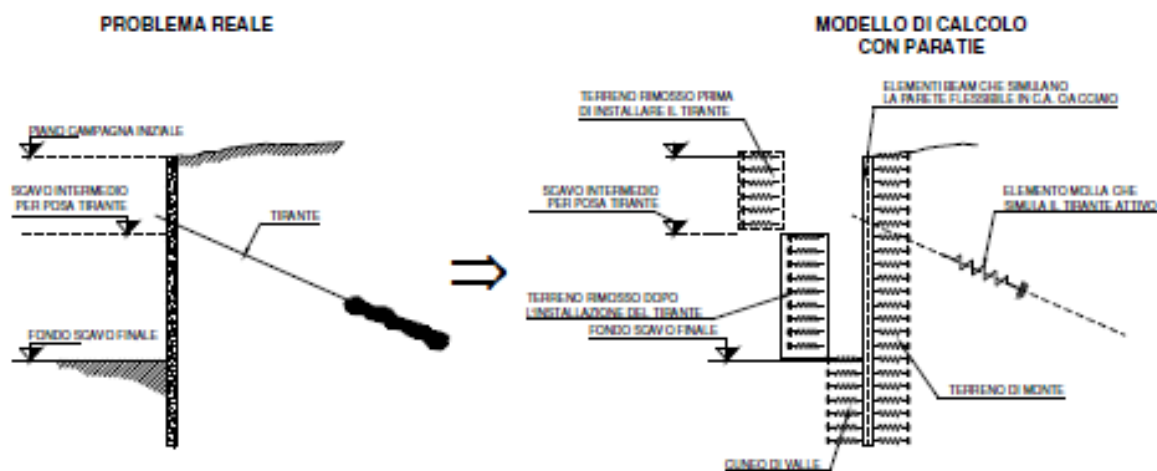 PROBLEMA REALE
PIANO CAMPAGNA INIZIALE
SCAVO INTERMEDIO
PER POSA TIRANTE
TIRANTE
FONDO SCAVO FINALE
MODELLO DI CALCOLO
CON PARATIE
TERRENO RIMOSSO PRIMA
DI INSTALLARE IL TIRANTE
ELEMENTI BEAM CHE SIMULANO
LA PARETE FLESSIBILE IN C.A. O ACCIAIO
SCAVO INTERMEDIO
PER POSA TIRANTE
ELEMENTO MOLLA CHE
SIMULA IL TIRANTE ATTIVO
TERRENO RIMOSSO DOPO
L'INSTALLAZIONE DEL TIRANTE
FONDO SCAVO FINALE
TERRENO DI MONTE
CUNEO DI VALLE